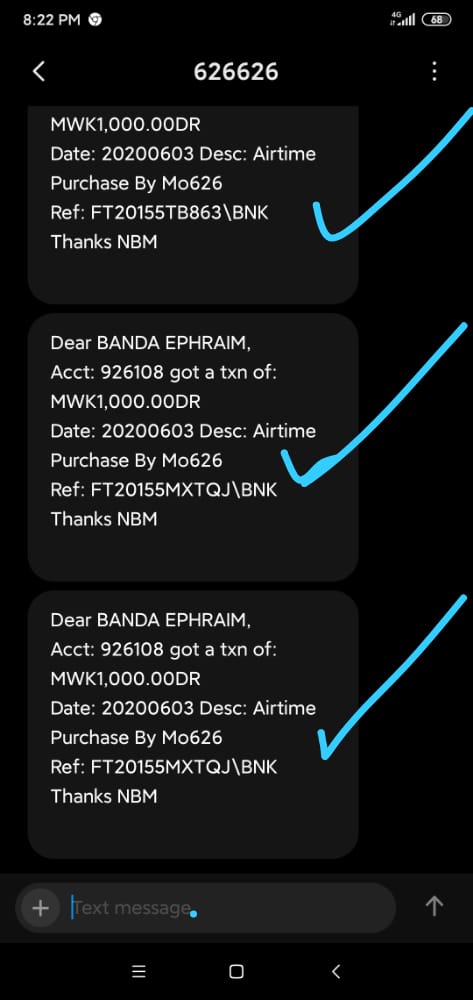 8:22 PM
4G
68
626626
MWK1,000.00DR
Date: 20200603 Desc: Airtime
Purchase By Mo626
Ref: FT20155TB863\BNK
Thanks NBM
Dear BANDA EPHRAIM,
Acct: 926108 got a txn of:
MWK1,000.00DR
Date: 20200603 Desc: Airtime
Purchase By Mo626
Ref: FT20155MXTQJ\BNK
Thanks NBM
Dear BANDA EPHRAIM,
Acct: 926108 got a txn of:
MWK1,000.00DR
Date: 20200603 Desc: Airtime
Purchase By Mo626
Ref: FT20155MXTQJ\BNK
Thanks NBM
Text message